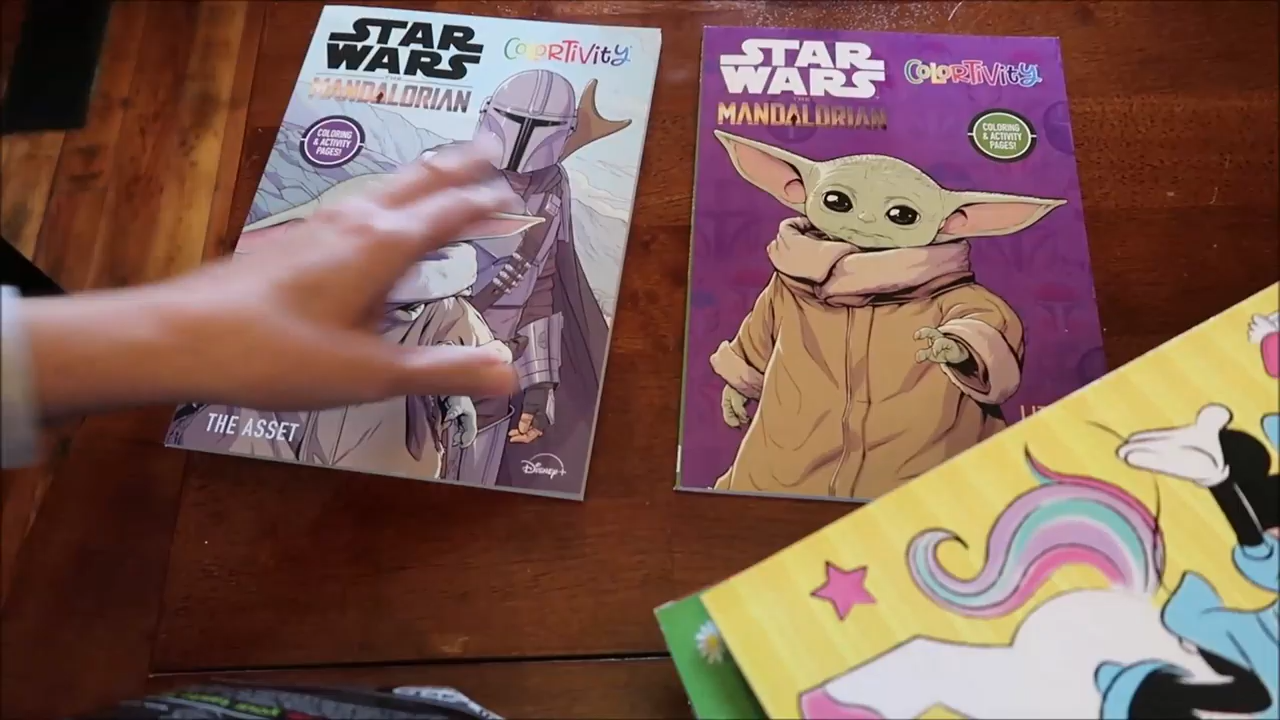 STAR
WARS
THE
MANDALORIAN
COLORTIVITY
COLORING
& ACTIVITY
PAGES!
THE ASSET
Disney+
STAR
WARS
THE
MANDALORIAN
COLORTIVITY
COLORING
& ACTIVITY
PAGES!